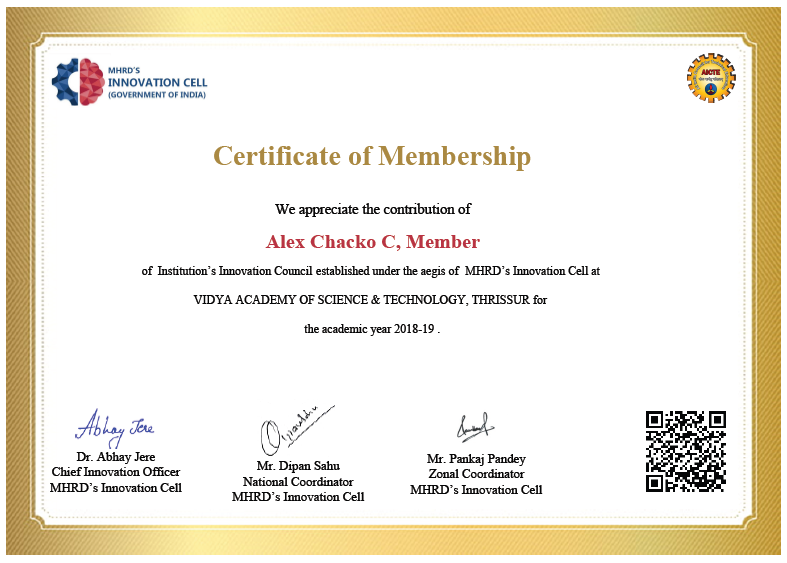 MHRD'S
INNOVATION CELL
(GOVERNMENT OF INDIA)
AICTE
Certificate of Membership
We appreciate the contribution of
Alex Chacko C, Member
of Institution's Innovation Council established under the aegis of MHRD's Innovation Cell at
VIDYA ACADEMY OF SCIENCE & TECHNOLOGY, THRISSUR for
the academic year 2018-19 .
Abhay Jere
Dr. Abhay Jere
Chief Innovation Officer
MHRD's Innovation Cell
Mr. Dipan Sahu
National Coordinator
MHRD's Innovation Cell
Mr. Pankaj Pandey
Zonal Coordinator
MHRD's Innovation Cell